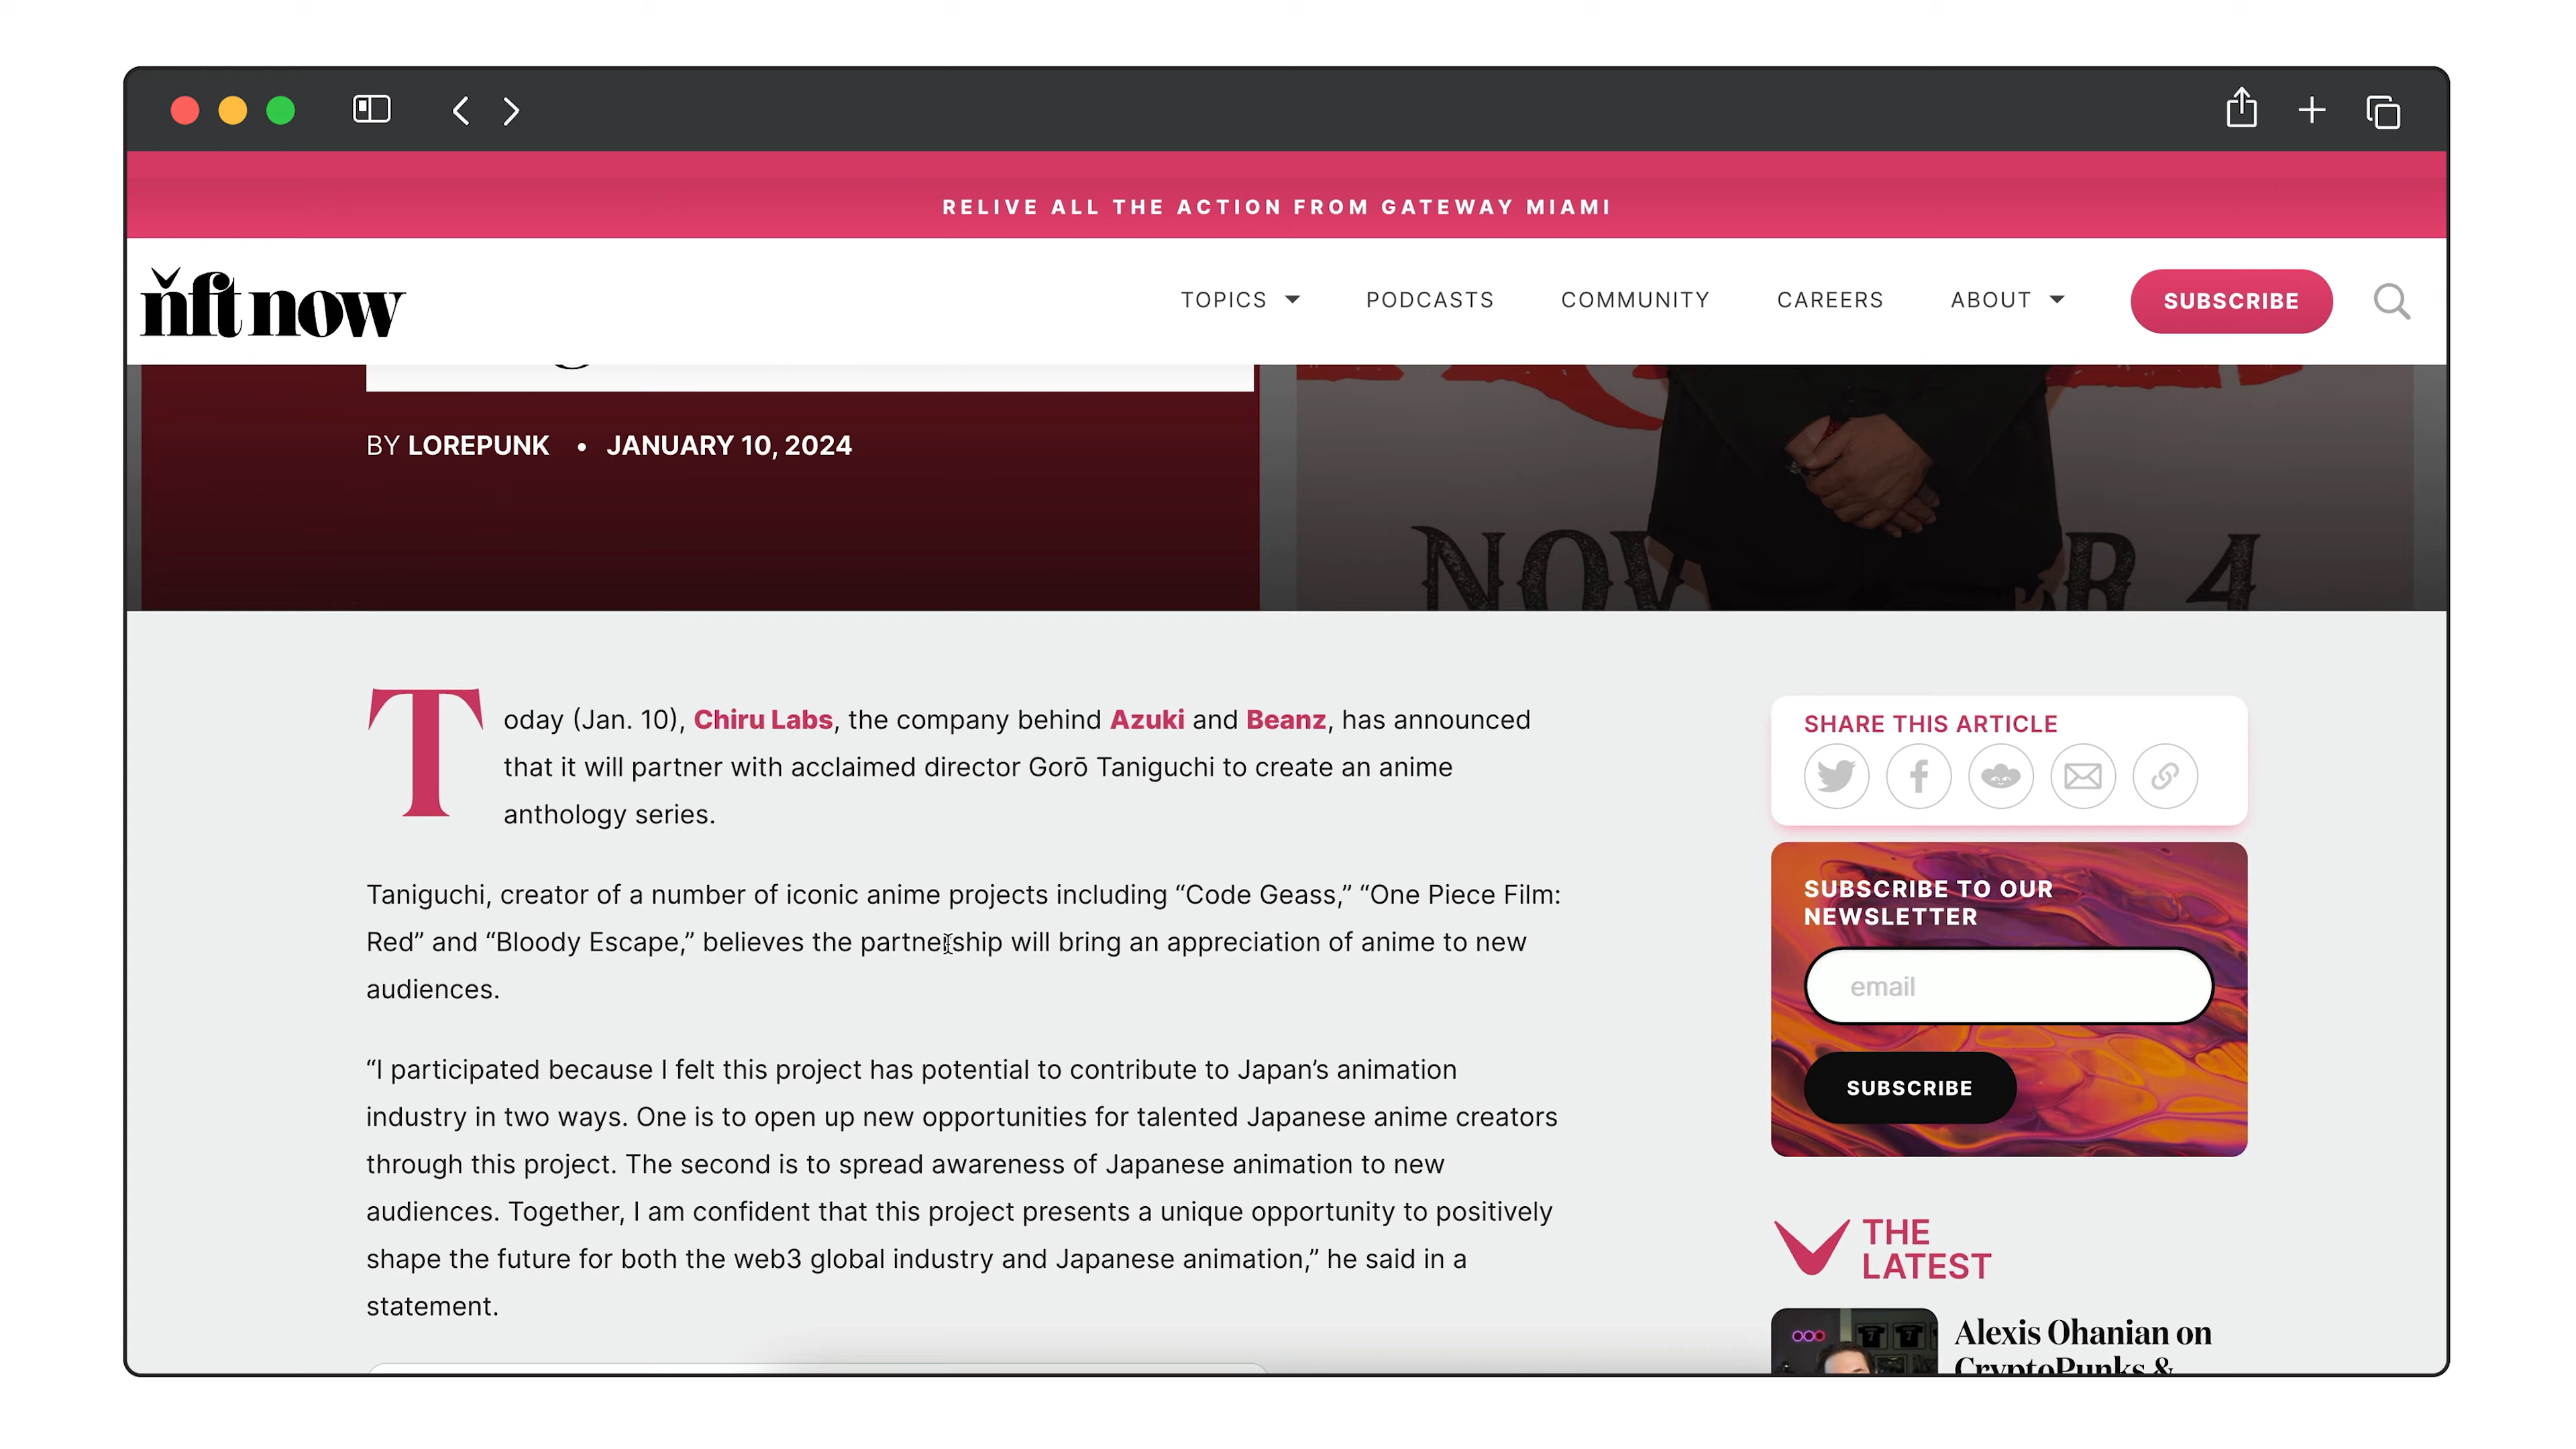 RELIVE ALL THE ACTION FROM GATEWAY MIAMI
nft now
TOPICS PODCASTS COMMUNITY CAREERS ABOUT SUBSCRIBE
BY LOREPUNK • JANUARY 10, 2024
Today (Jan. 10), Chiru Labs, the company behind Azuki and Beanz, has announced
that it will partner with acclaimed director Gorō Taniguchi to create an anime
anthology series.
Taniguchi, creator of a number of iconic anime projects including “Code Geass,” “One Piece Film:
Red” and “Bloody Escape,” believes the partnership will bring an appreciation of anime to new
audiences.
“I participated because I felt this project has potential to contribute to Japan’s animation
industry in two ways. One is to open up new opportunities for talented Japanese anime creators
through this project. The second is to spread awareness of Japanese animation to new
audiences. Together, I am confident that this project presents a unique opportunity to positively
shape the future for both the web3 global industry and Japanese animation,” he said in a
statement.
SHARE THIS ARTICLE
SUBSCRIBE TO OUR
NEWSLETTER
email
SUBSCRIBE
THE
LATEST
Alexis Ohanian on
CryptoPunks &